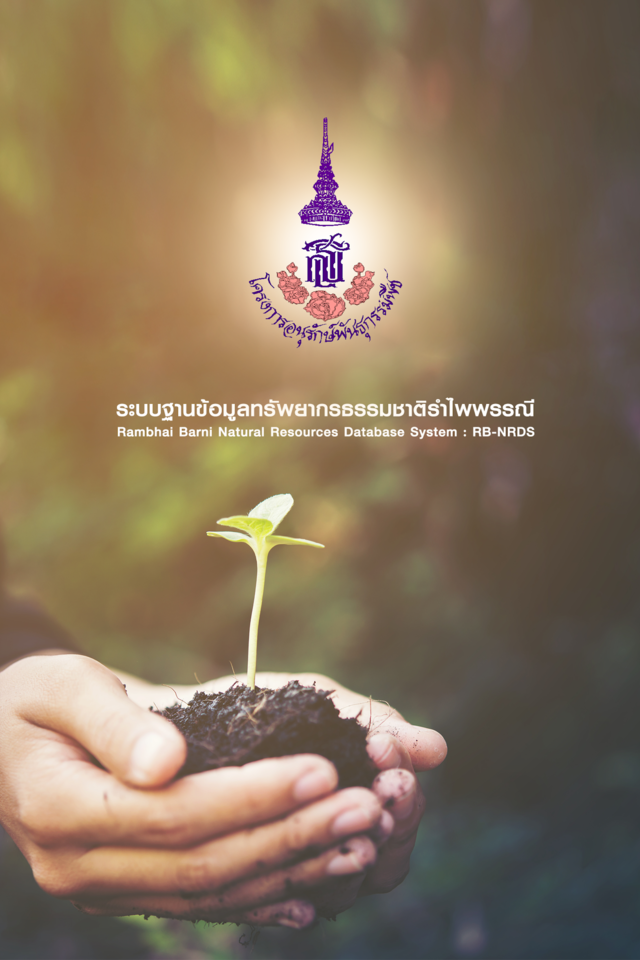 โครงการอนุรักษ์พันธุกรรมพืช
ระบบฐานข้อมูลทรัพยากรธรรมชาติรำไพพรรณี
Rambhai Barni Natural Resources Database System : RB-NRDS